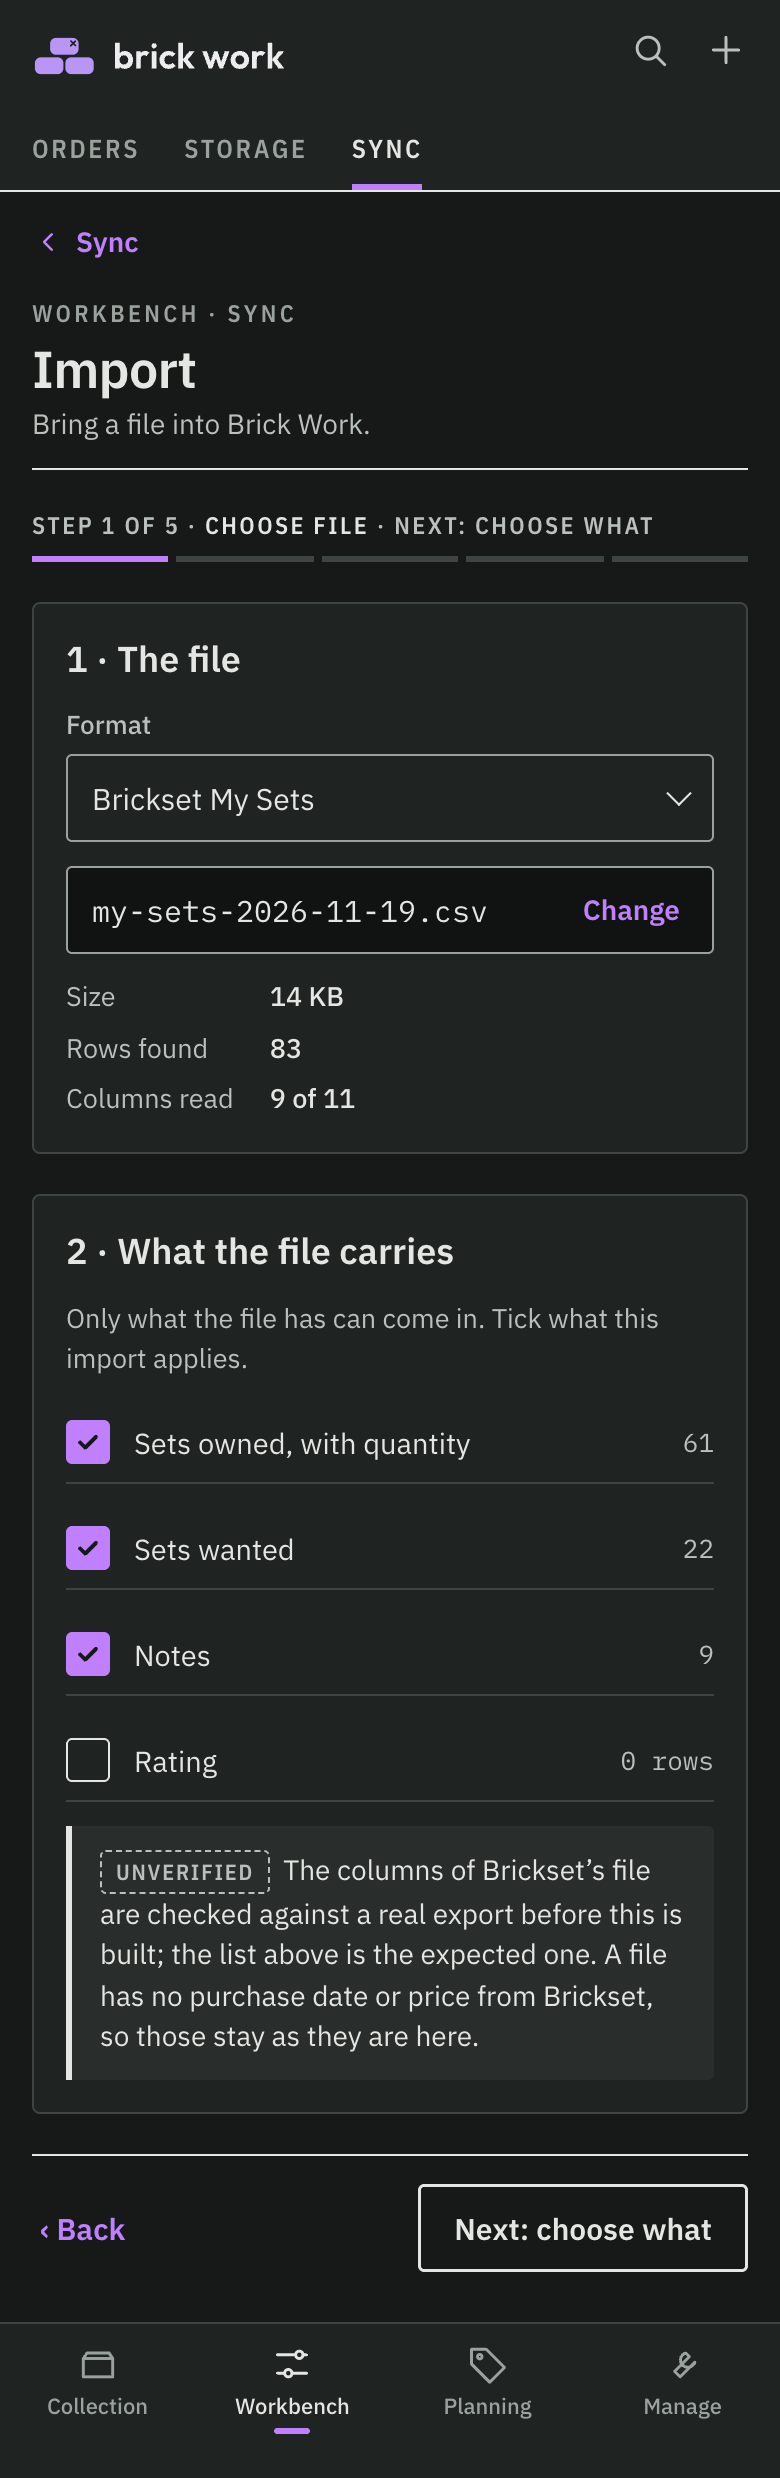 brick work
ORDERS STORAGE SYNC
Sync
WORKBENCH · SYNC
Import
Bring a file into Brick Work.
STEP 1 OF 5 · CHOOSE FILE · NEXT: CHOOSE WHAT
1 · The file
Format
Brickset My Sets
my-sets-2026-11-19.csv Change
Size 14 KB
Rows found 83
Columns read 9 of 11
2 · What the file carries
Only what the file has can come in. Tick what this
import applies.
Sets owned, with quantity 61
Sets wanted 22
Notes 9
Rating 0 rows
UNVERIFIED The columns of Brickset’s file
are checked against a real export before this is
built; the list above is the expected one. A file
has no purchase date or price from Brickset,
so those stay as they are here.
‹ Back Next: choose what
Collection Workbench Planning Manage